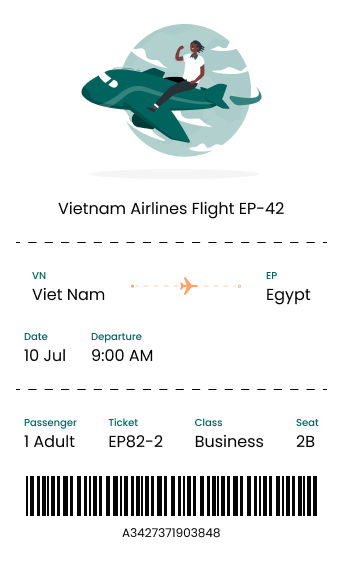 Vietnam Airlines Flight EP-42
VN EP
Viet Nam Egypt
Date Departure
10 Jul 9:00 AM
Passenger Ticket Class Seat
1 Adult EP82-2 Business 2B
A3427371903848